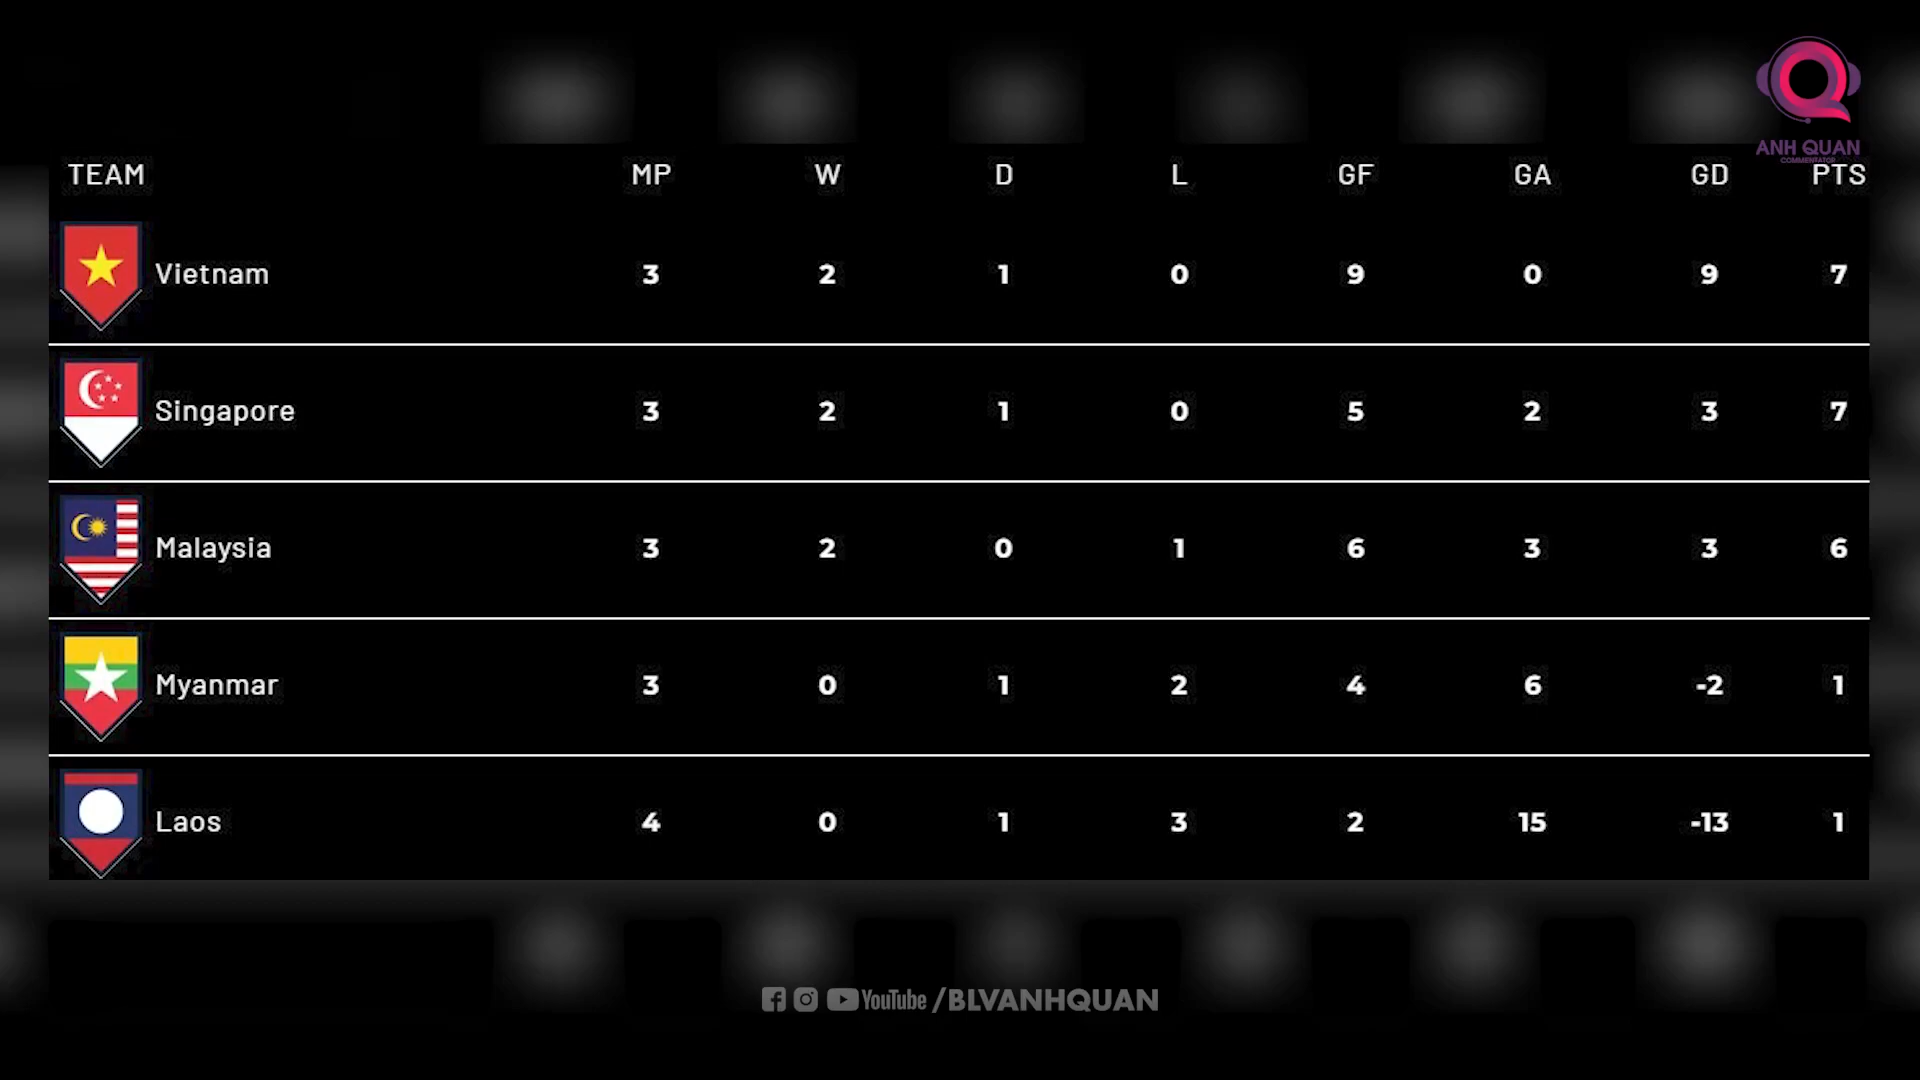 ANH QUAN
COMMENTATOR
TEAM MP W D L GF GA GD PTS
Vietnam 3 2 1 0 9 0 9 7
Singapore 3 2 1 0 5 2 3 7
Malaysia 3 2 0 1 6 3 3 6
Myanmar 3 0 1 2 4 6 -2 1
Laos 4 0 1 3 2 15 -13 1
YouTube /BLVANHQUAN